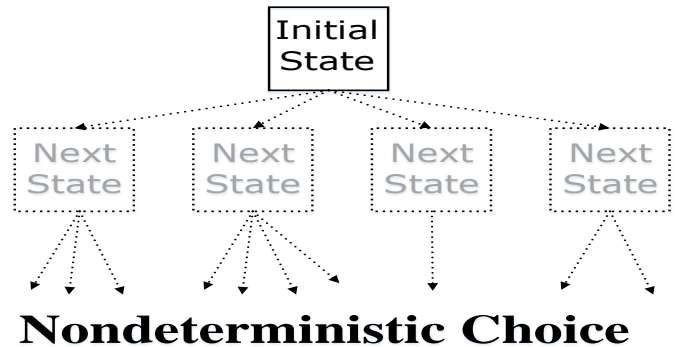 Initial
State
Next
State
Next
State
Next
State
Next
State
Nondeterministic Choice